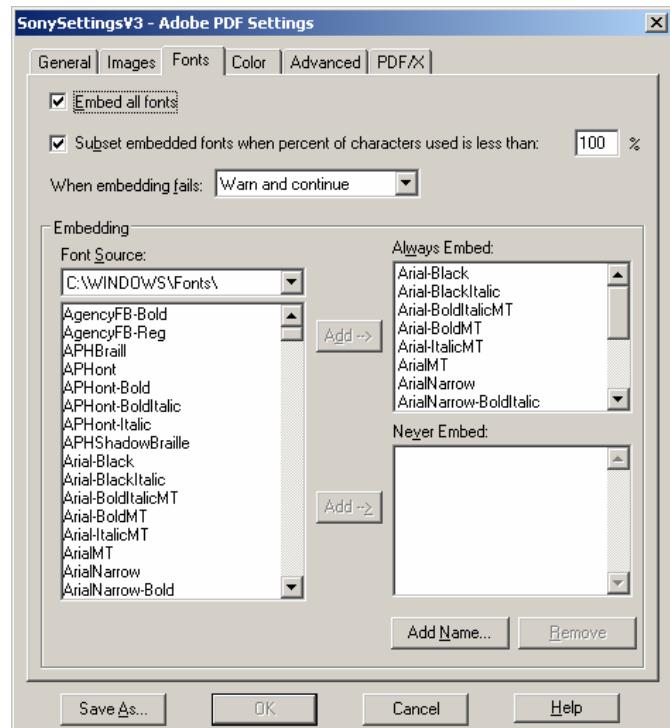 SonySettingsV3 - Adobe PDF Settings
General Images Fonts Color Advanced PDF/X
Embed all fonts
Subset embedded fonts when percent of characters used is less than: 100 %
When embedding fails: Warn and continue
Embedding
Font Source:
C:\WINDOWS\Fonts\
AgencyFB-Bold
AgencyFB-Reg
APHBraill
APHont
APHont-Bold
APHont-BoldItalic
APHont-Italic
APHShadowBraille
Arial-Black
Arial-BlackItalic
Arial-BoldItalicMT
Arial-BoldMT
Arial-ItalicMT
ArialMT
ArialNarrow
ArialNarrow-Bold
Add -->
Add -->
Always Embed:
Arial-Black
Arial-BlackItalic
Arial-BoldItalicMT
Arial-BoldMT
Arial-ItalicMT
ArialMT
ArialNarrow
ArialNarrow-BoldItalic
Never Embed:
Add Name... Remove
Save As... OK Cancel Help